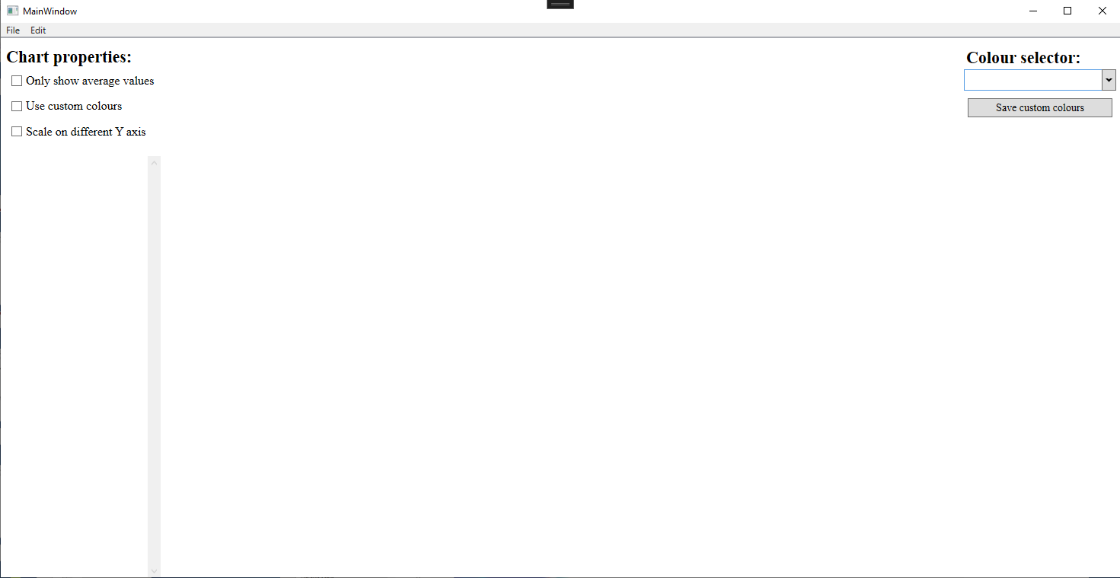 MainWindow
File Edit
Chart properties:
Only show average values
Use custom colours
Scale on different Y axis
Colour selector:
Save custom colours